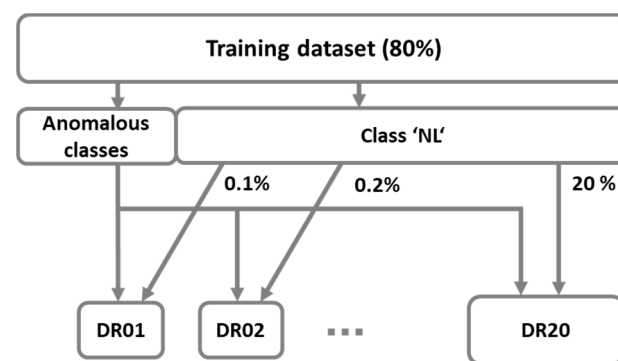 Training dataset (80%)
Anomalous
classes
Class ‘NL‘
0.1%
0.2%
20 %
DR01
DR02
...
DR20